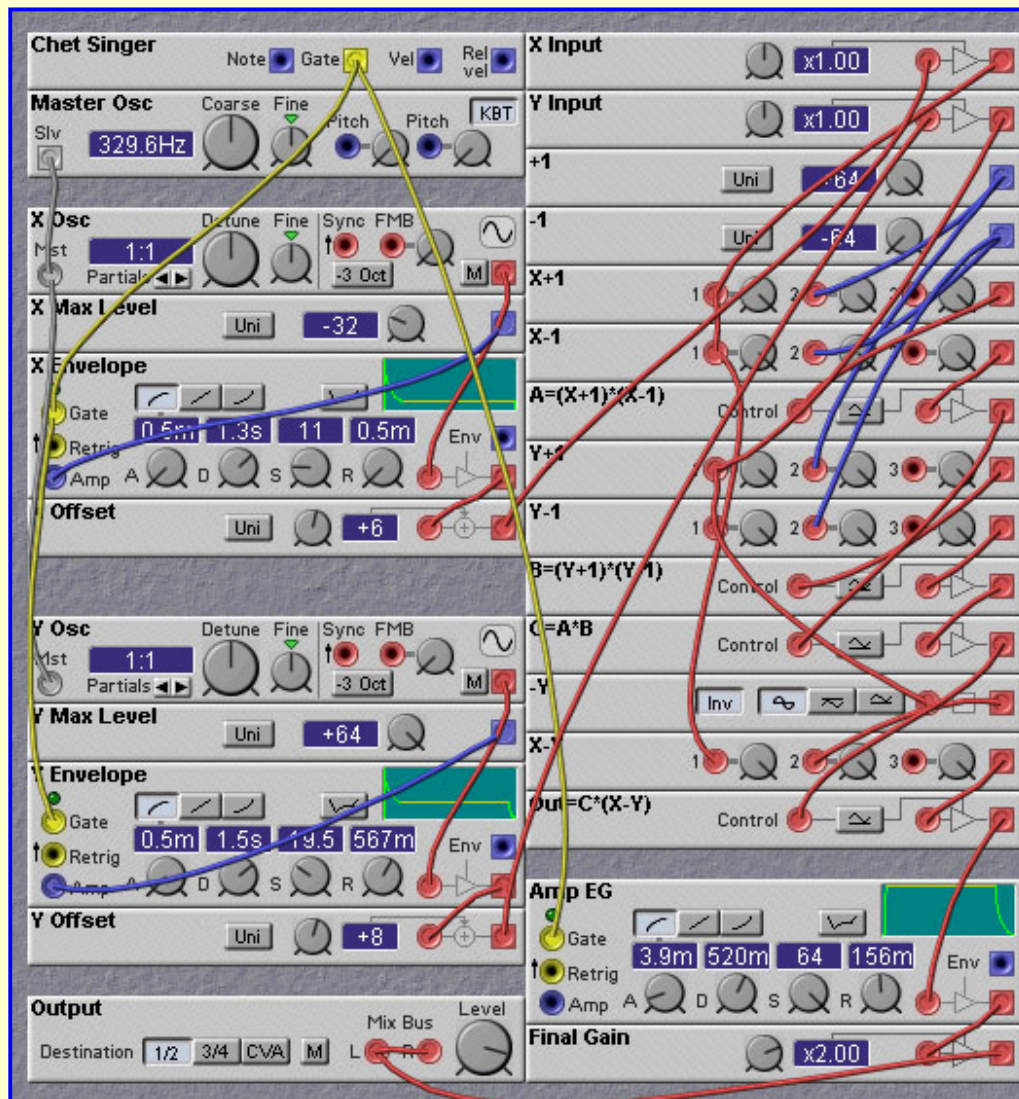 Chet Singer
Note Gate Vel Rel vel
Master Osc
Coarse Fine
Pitch Pitch KBT
Slv 329.6Hz
X Osc
Detune Fine Sync FMB
Mst 1:1
Partials -3 Oct M
X Max Level
Uni -32
X Envelope
Gate
0.5m 1.3s 11 0.5m
Env
Retrig
Amp A D S R
Offset
Uni +6
Y Osc
Detune Fine Sync FMB
Mst 1:1
Partials -3 Oct M
Y Max Level
Uni +64
Y Envelope
Gate
0.5m 1.5s 19.5 567m
Env
Retrig
Amp A D S R
Y Offset
Uni +8
Output
Mix Bus Level
Destination 1/2 3/4 CVA M L
X Input
x1.00
Y Input
x1.00
+1
Uni +64
-1
Uni -64
X+1
1 2 3
X-1
1 2
A=(X+1)*(X-1)
Control
Y+1
2 3
Y-1
1 2 3
B=(Y+1)*(Y-1)
Control
C=A*B
Control
-Y
Inv
X-Y
1 2 3
Out=C*(X-Y)
Control
Amp EG
Gate
3.9m 520m 64 156m
Env
Retrig
Amp A D S R
Final Gain
x2.00